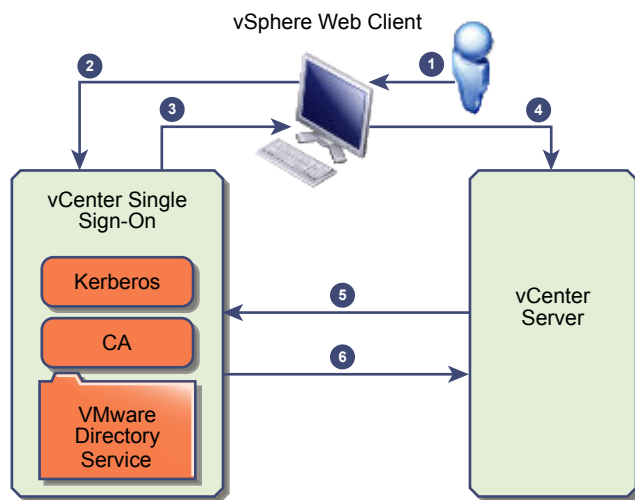 vSphere Web Client
1
2
3
4
vCenter Single
Sign-On
Kerberos
CA
VMware
Directory
Service
5
6
vCenter
Server